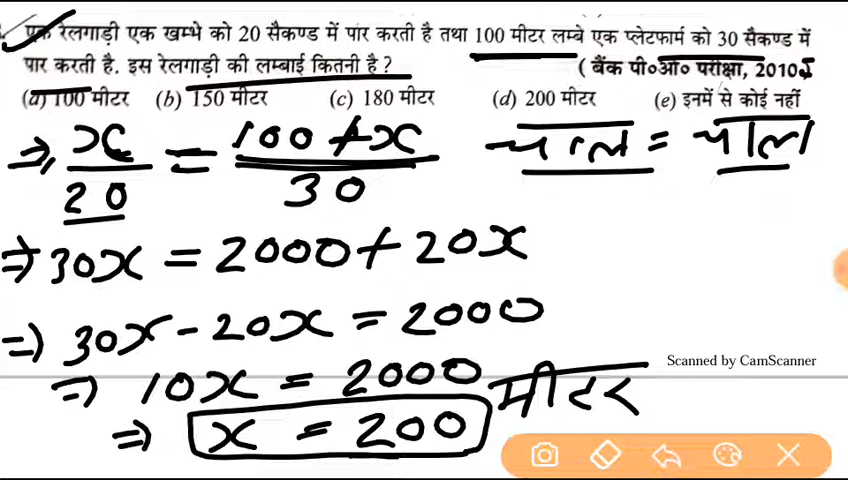 एक रेलगाड़ी एक खम्भे को 20 सैकण्ड में पार करती है तथा 100 मीटर लम्बे एक प्लेटफार्म को 30 सैकण्ड में
पार करती है. इस रेलगाड़ी की लम्बाई कितनी है ? ( बैंक पी०ओ० परीक्षा, 2010
(a) 100 मीटर (b) 150 मीटर (c) 180 मीटर (d) 200 मीटर (e) इनमें से कोई नहीं
⇒ x/20 = 100+x/30 चाल = चाल
⇒ 30x = 2000+20x
⇒ 30x-20x = 2000
Scanned by CamScanner
⇒ 10x = 2000
⇒ x = 200 मीटर